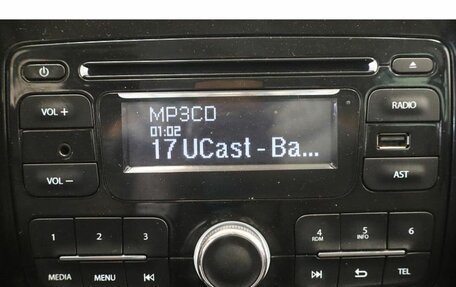 VOL +
RADIO
MP3CD
01:02
17 UCast - Ba...
VOL –
AST
1
2
3
4
RDM
5
INFO
6
MEDIA
MENU
TEL